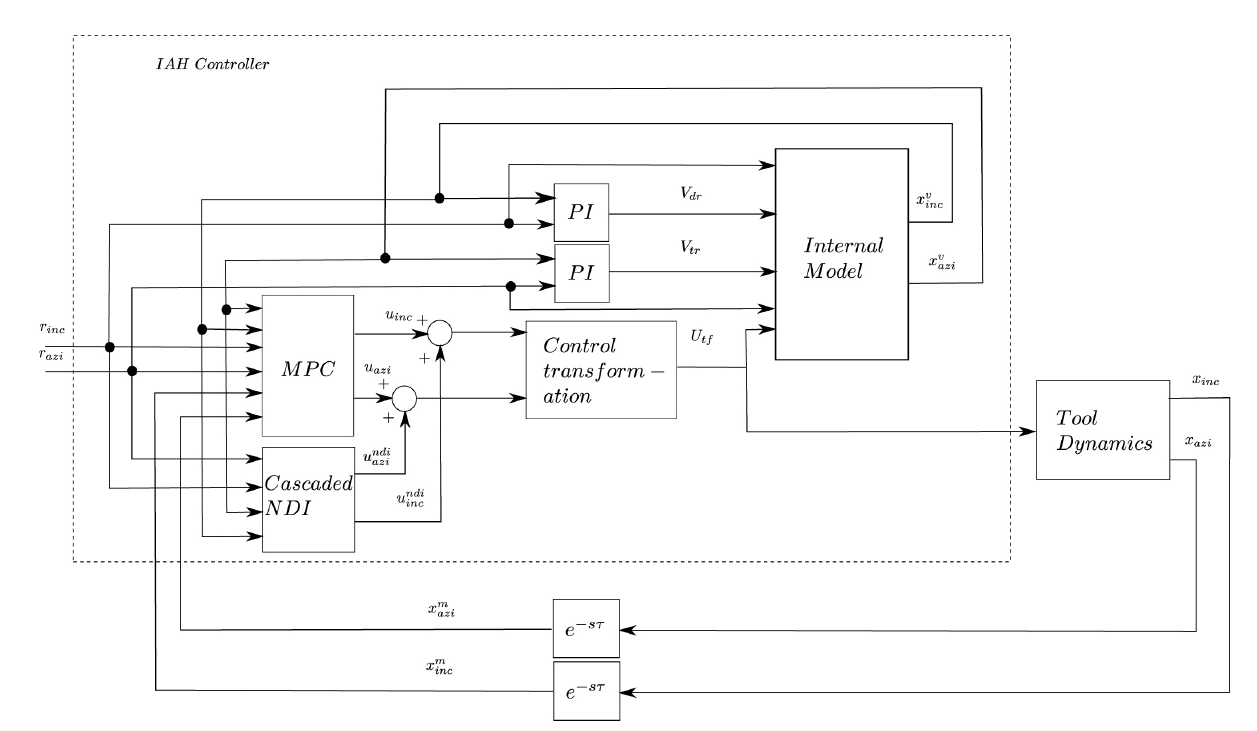 IAH Controller
x^v_{inc}
V_{dr}
PI
V_{tr}
Internal
Model
x^v_{azi}
PI
r_{inc}
u_{inc} +
r_{azi}
+
Control
transform-
ation
U_{tf}
MPC
u_{azi}
+
+
x_{inc}
Tool
Dynamics
x_{azi}
u^{ndi}_{azi}
Cascaded
NDI
u^{ndi}_{inc}
x^m_{azi}
e^{-sτ}
x^m_{inc}
e^{-sτ}